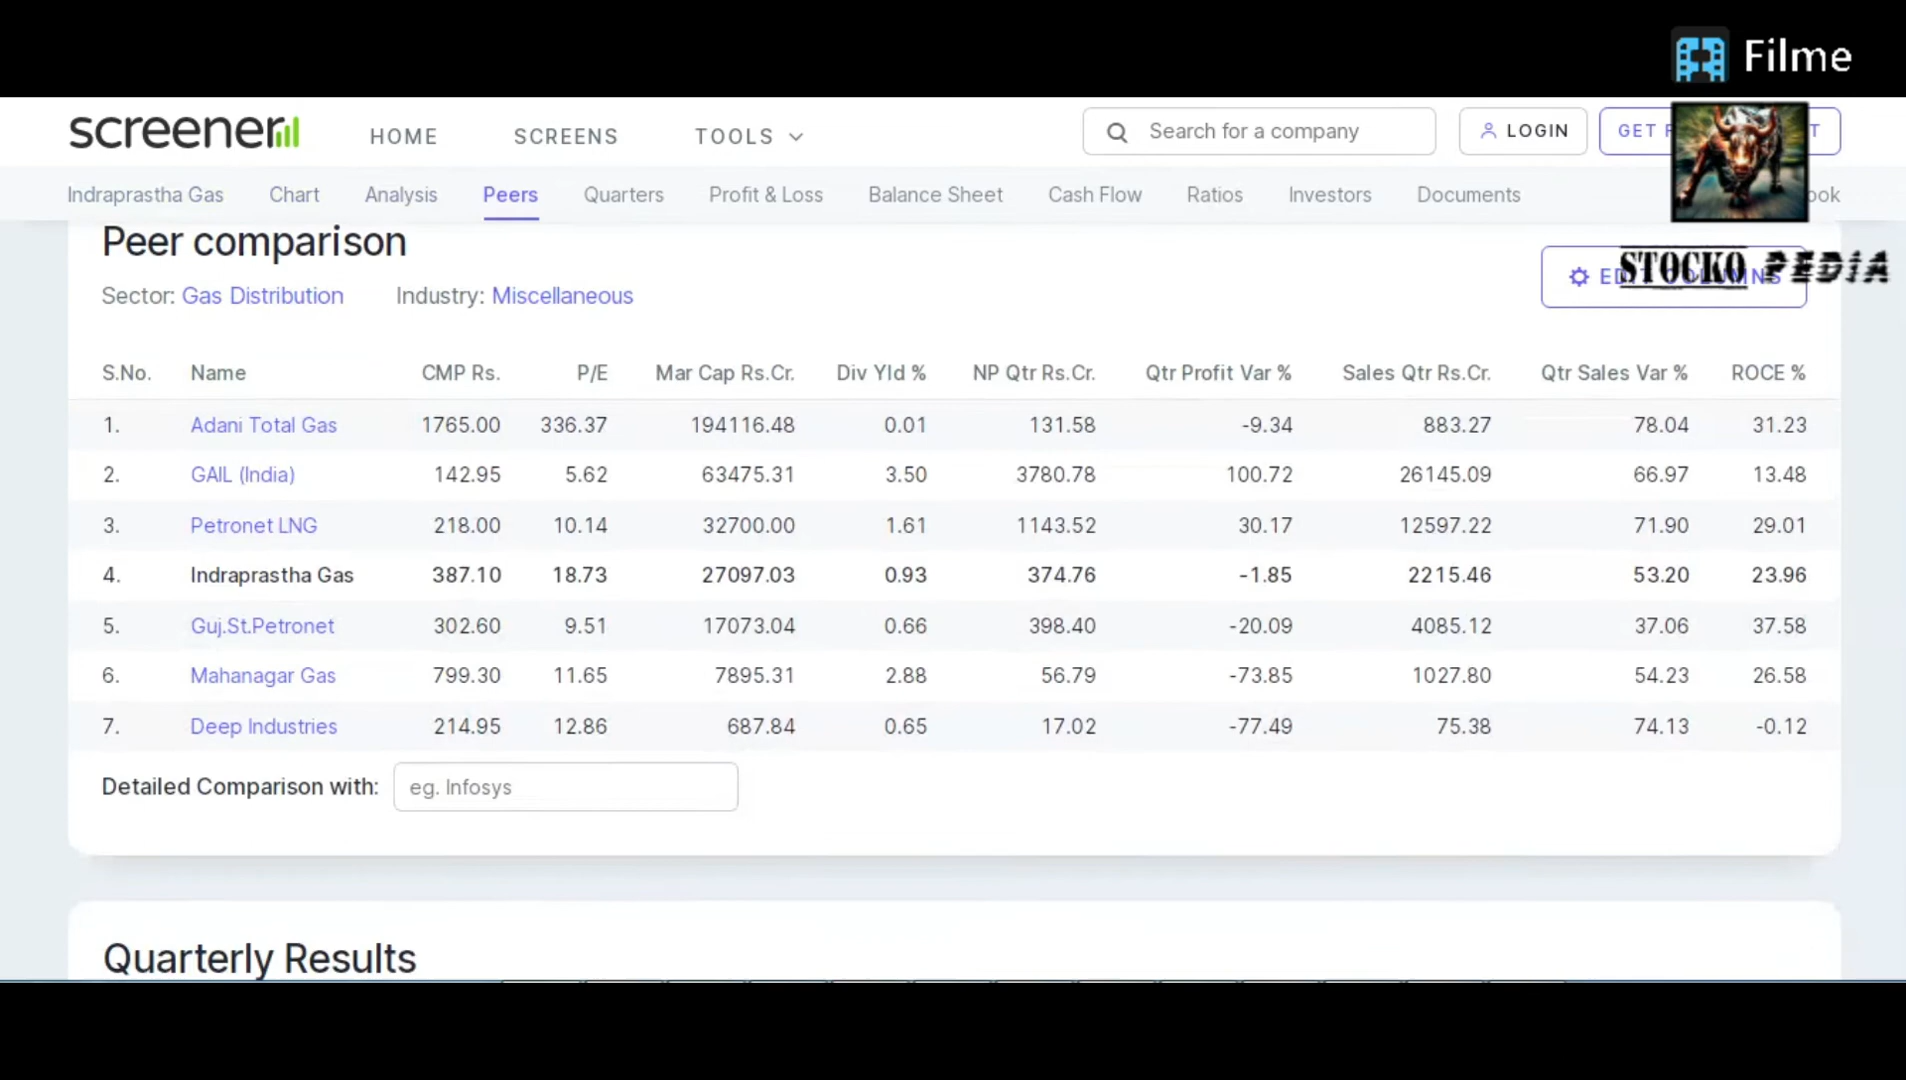 Filme
screener HOME SCREENS TOOLS Search for a company LOGIN GET
Indraprastha Gas Chart Analysis Peers Quarters Profit & Loss Balance Sheet Cash Flow Ratios Investors Documents
Peer comparison
STOCKO PEDIA
Sector: Gas Distribution Industry: Miscellaneous
S.No. Name CMP Rs. P/E Mar Cap Rs.Cr. Div Yld % NP Qtr Rs.Cr. Qtr Profit Var % Sales Qtr Rs.Cr. Qtr Sales Var % ROCE %
1. Adani Total Gas 1765.00 336.37 194116.48 0.01 131.58 -9.34 883.27 78.04 31.23
2. GAIL (India) 142.95 5.62 63475.31 3.50 3780.78 100.72 26145.09 66.97 13.48
3. Petronet LNG 218.00 10.14 32700.00 1.61 1143.52 30.17 12597.22 71.90 29.01
4. Indraprastha Gas 387.10 18.73 27097.03 0.93 374.76 -1.85 2215.46 53.20 23.96
5. Guj.St.Petronet 302.60 9.51 17073.04 0.66 398.40 -20.09 4085.12 37.06 37.58
6. Mahanagar Gas 799.30 11.65 7895.31 2.88 56.79 -73.85 1027.80 54.23 26.58
7. Deep Industries 214.95 12.86 687.84 0.65 17.02 -77.49 75.38 74.13 -0.12
Detailed Comparison with: eg. Infosys
Quarterly Results